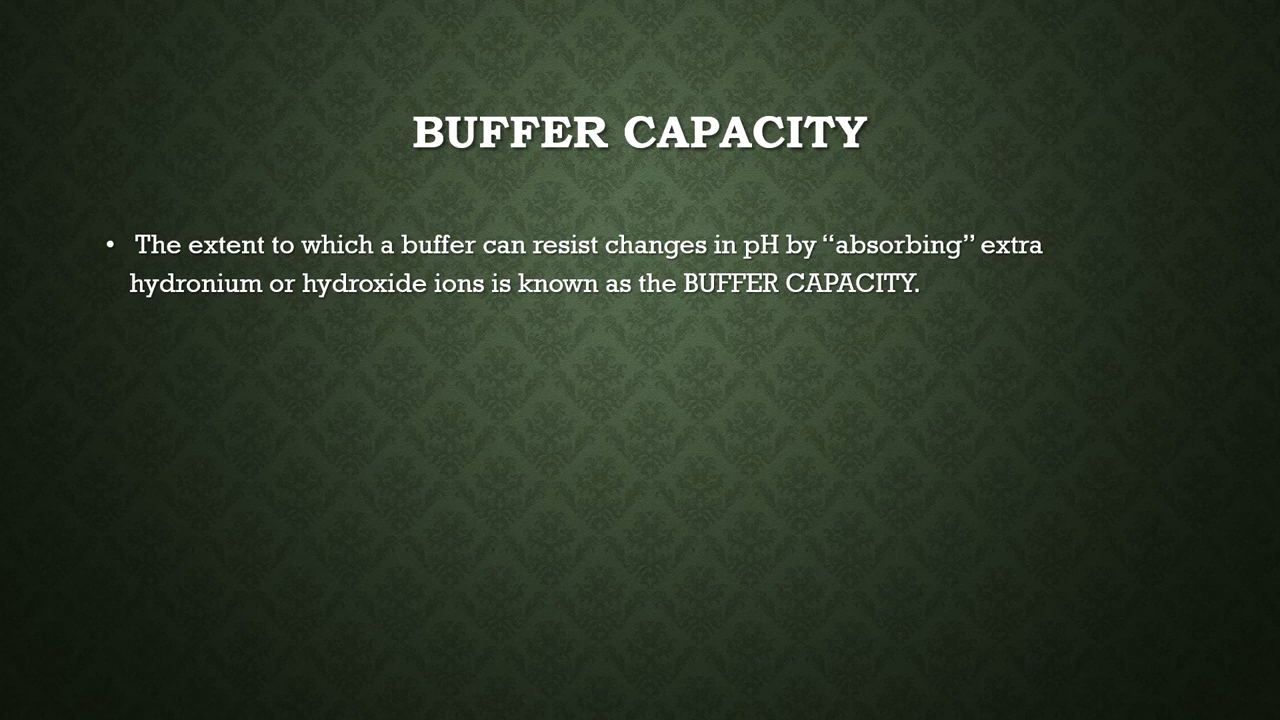 BUFFER CAPACITY
• The extent to which a buffer can resist changes in pH by “absorbing” extra
hydronium or hydroxide ions is known as the BUFFER CAPACITY.